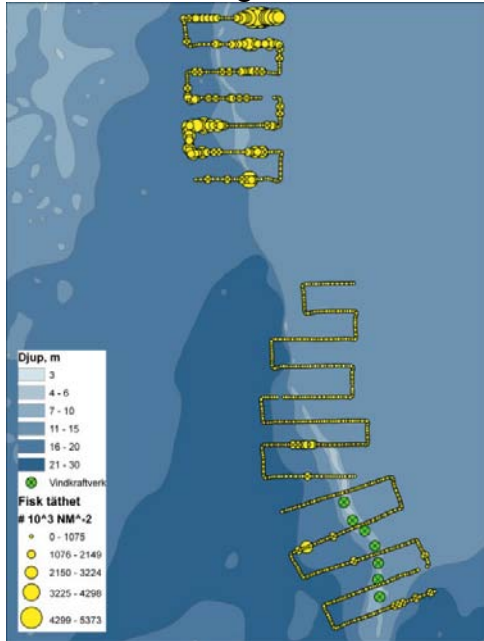 Djup, m
3
4 - 6
7 - 10
11 - 15
16 - 20
21 - 30
Vindkraftverk
Fisk täthet
# 10^3 NM^-2
0 - 1075
1076 - 2149
2150 - 3224
3225 - 4298
4299 - 5373